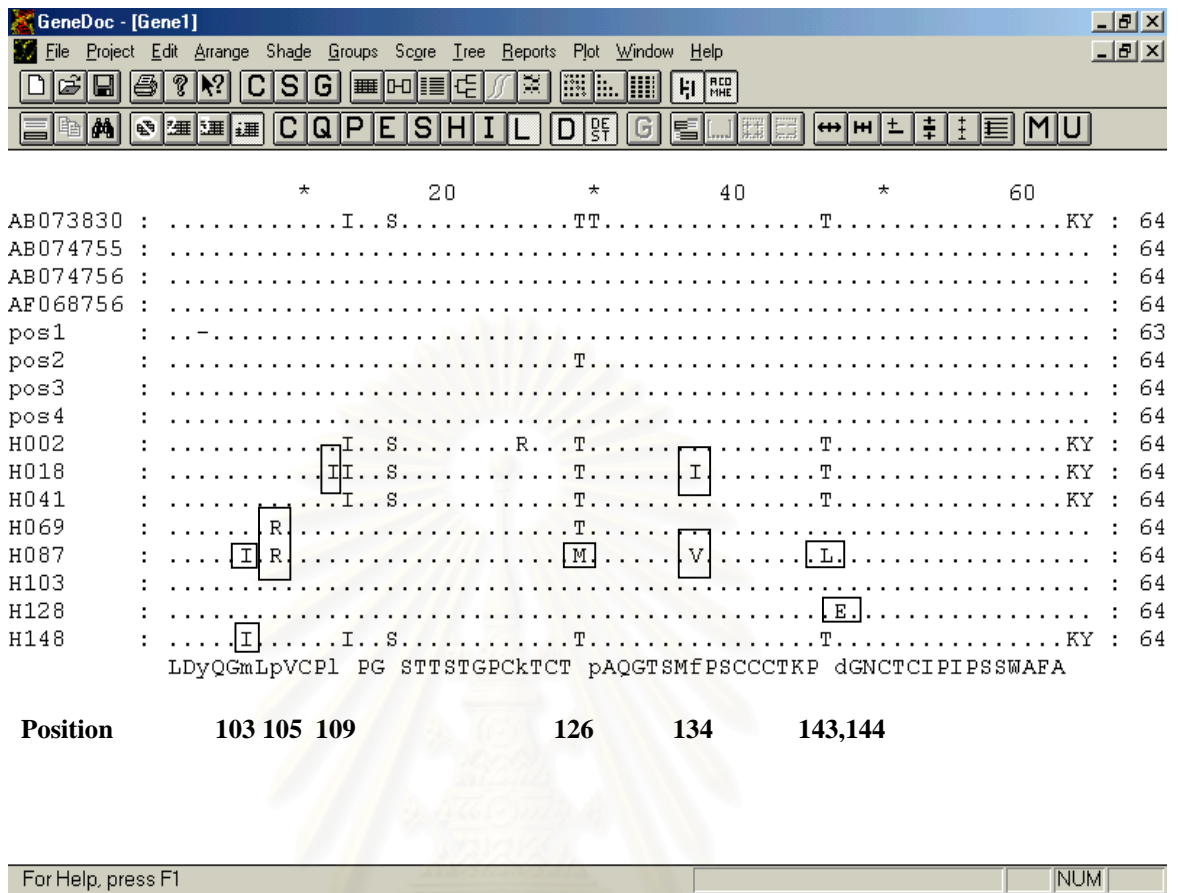 GeneDoc - [Gene1]
File Project Edit Arrange Shade Groups Score Tree Reports Plot Window Help
C S G
C Q P E S H I L D DE ST G M U
* 20 * 40 * 60
AB073830 : ............I..S............TT...............T................KY : 64
AB074755 : ................................................................ : 64
AB074756 : ................................................................ : 64
AF068756 : ................................................................ : 64
pos1 : ..-............................................................. : 63
pos2 : ............................T................................... : 64
pos3 : ................................................................ : 64
pos4 : ................................................................ : 64
H002 : ............I..S........R...T................T................KY : 64
H018 : ...........II..S............T.......I........T................KY : 64
H041 : ............I..S............T................T................KY : 64
H069 : .......R....................T................................... : 64
H087 : .....I.R....................M.......V........L.................. : 64
H103 : ................................................................ : 64
H128 : ..............................................E................. : 64
H148 : .....I......I..S............T................T................KY : 64
LDyQGmLpVCPl PG STTSTGPCkTCT pAQGTSMfPSCCCTKP dGNCTCIPIPSSWAFA
Position 103 105 109 126 134 143,144
For Help, press F1 NUM